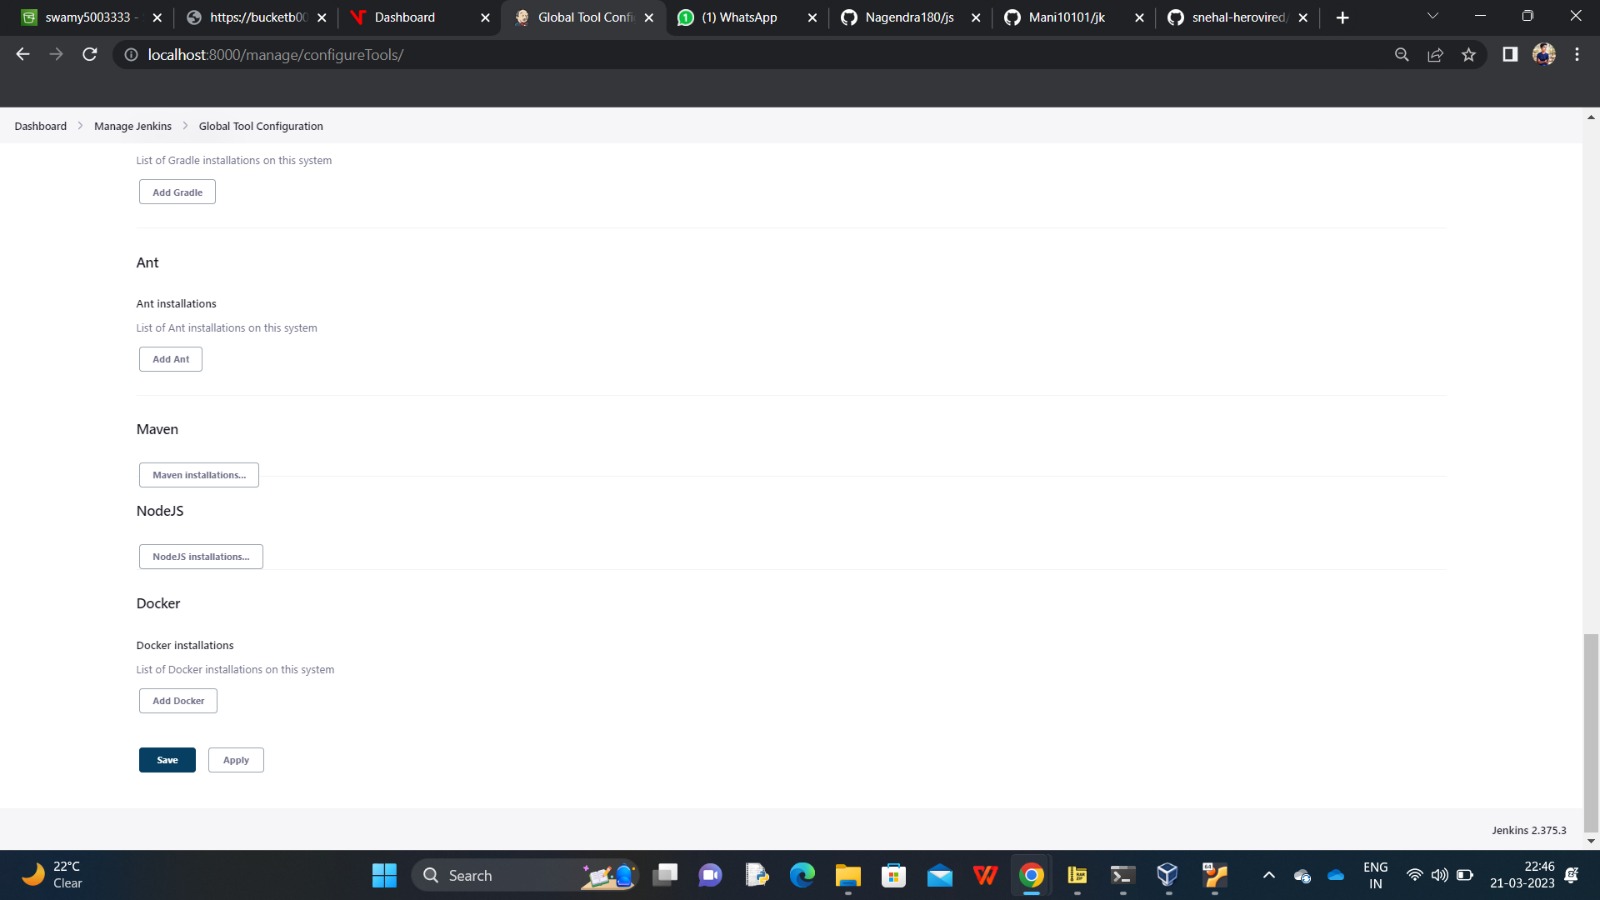 swamy5003333 -
https://bucketb00
Dashboard
Global Tool Confi
(1) WhatsApp
Nagendra180/js
Mani10101/jk
snehal-herovired/
localhost:8000/manage/configureTools/
Dashboard
Manage Jenkins
Global Tool Configuration
List of Gradle installations on this system
Add Gradle
Ant
Ant installations
List of Ant installations on this system
Add Ant
Maven
Maven installations...
NodeJS
NodeJS installations...
Docker
Docker installations
List of Docker installations on this system
Add Docker
Save
Apply
Jenkins 2.375.3
22°C
Clear
Search
ENG
IN
22:46
21-03-2023